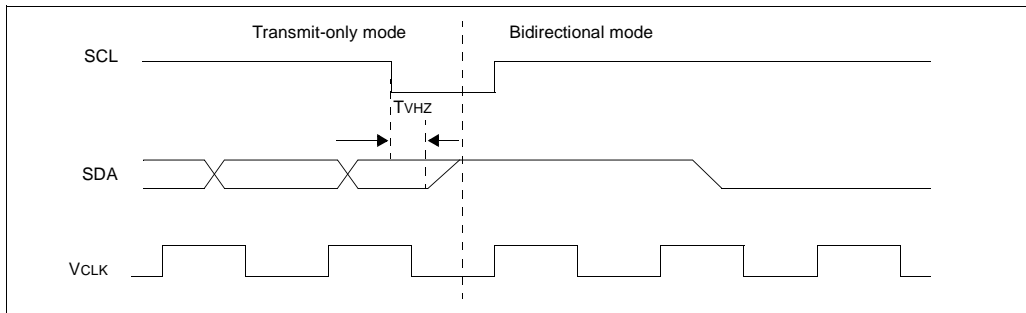 Transmit-only mode
Bidirectional mode
SCL
TVHZ
SDA
VCLK